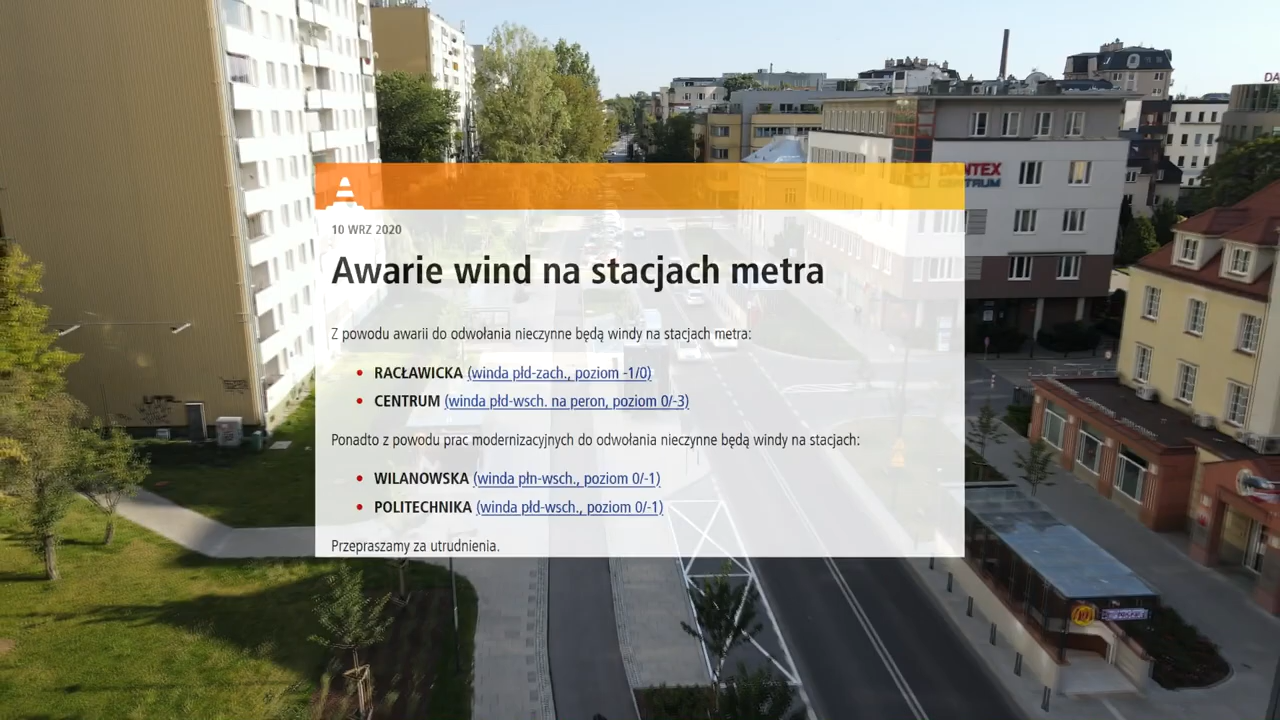 DANTEX
CENTRUM
10 WRZ 2020
Awarie wind na stacjach metra
Z powodu awarii do odwołania nieczynne będą windy na stacjach metra:
RACŁAWICKA (winda płd-zach., poziom -1/0)
CENTRUM (winda płd-wsch. na peron, poziom 0/-3)
Ponadto z powodu prac modernizacyjnych do odwołania nieczynne będą windy na stacjach:
WILANOWSKA (winda płn-wsch., poziom 0/-1)
POLITECHNIKA (winda płd-wsch., poziom 0/-1)
Przepraszamy za utrudnienia.